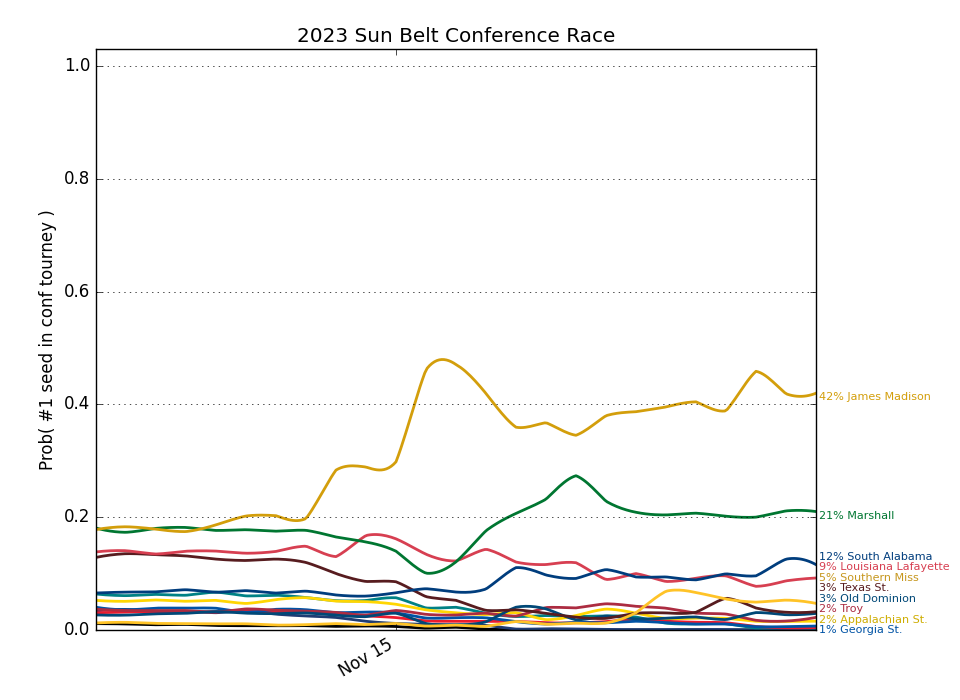 2023 Sun Belt Conference Race
1.0
0.8
0.6
0.4
0.2
0.0
Prob( #1 seed in conf tourney )
Nov 15
42% James Madison
21% Marshall
12% South Alabama
9% Louisiana Lafayette
5% Southern Miss
3% Texas St.
3% Old Dominion
2% Troy
2% Appalachian St.
1% Georgia St.